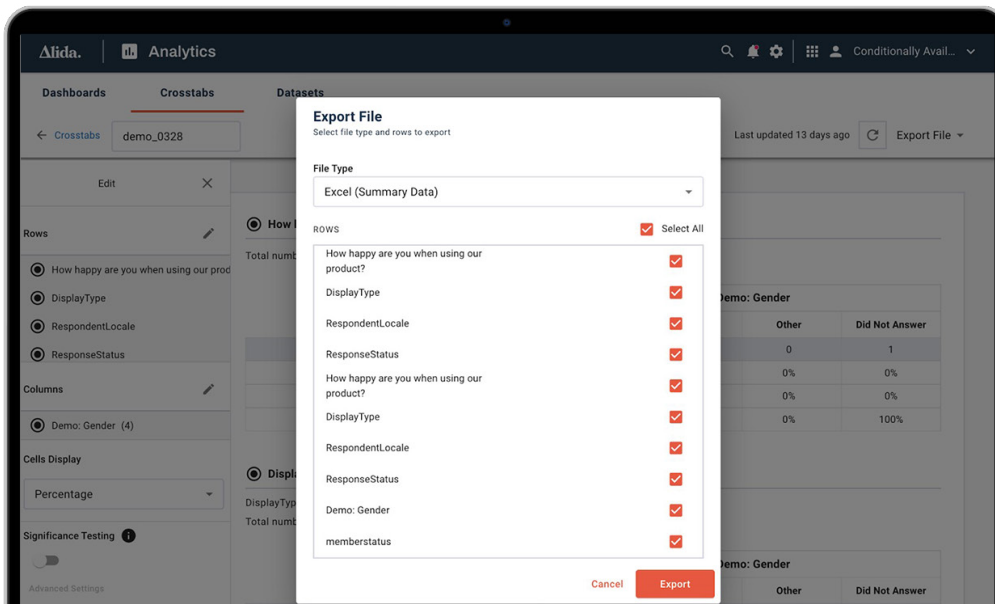 Alida.
Analytics
Conditionally Avail...
Dashboards
Crosstabs
Datasets
Crosstabs
demo_0328
Last updated 13 days ago
Export File
Edit
Rows
How happy are you when using our prod
DisplayType
RespondentLocale
ResponseStatus
Columns
Demo: Gender (4)
Cells Display
Percentage
Significance Testing
Advanced Settings
How
Total numb
Displ
DisplayTyp
Total numb
Export File
Select file type and rows to export
File Type
Excel (Summary Data)
ROWS
Select All
How happy are you when using our
product?
DisplayType
RespondentLocale
ResponseStatus
How happy are you when using our
product?
DisplayType
RespondentLocale
ResponseStatus
Demo: Gender
memberstatus
Cancel
Export
Demo: Gender
Other Did Not Answer
0 1
0% 0%
0% 0%
0% 100%
Demo: Gender
Other Did Not Answer